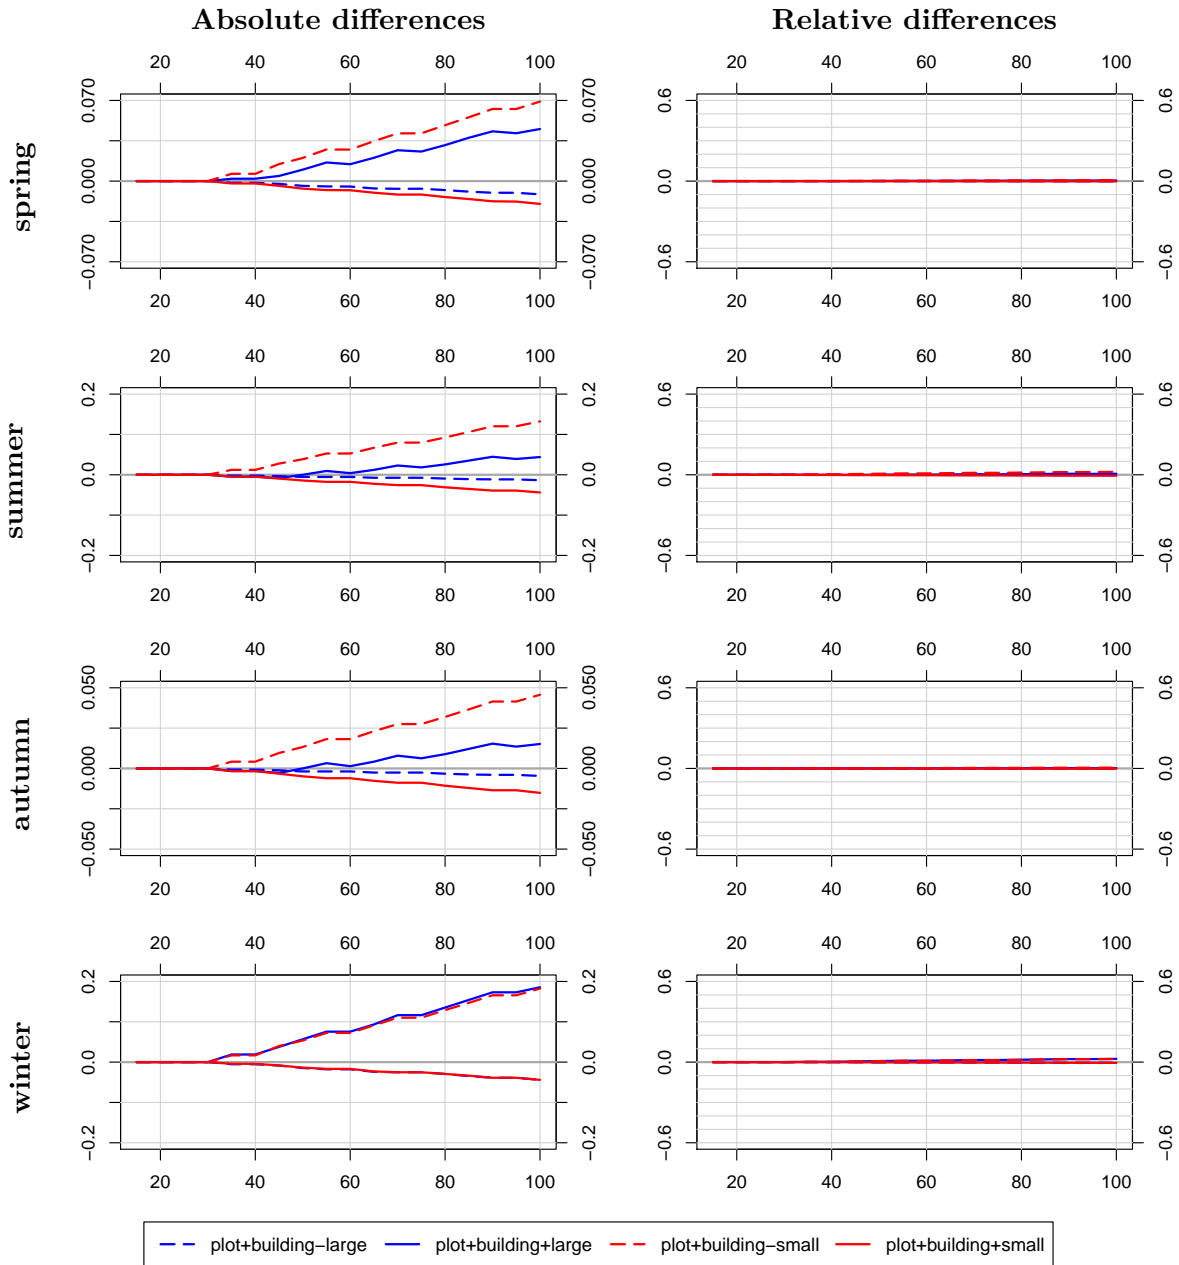 Absolute differences Relative differences
20 40 60 80 100 20 40 60 80 100
spring
−0.070 0.000 0.070 −0.070 0.000 0.070 −0.6 0.0 0.6 −0.6 0.0 0.6
20 40 60 80 100 20 40 60 80 100
20 40 60 80 100 20 40 60 80 100
summer
−0.2 0.0 0.2 −0.2 0.0 0.2 −0.6 0.0 0.6 −0.6 0.0 0.6
20 40 60 80 100 20 40 60 80 100
20 40 60 80 100 20 40 60 80 100
autumn
−0.050 0.000 0.050 −0.050 0.000 0.050 −0.6 0.0 0.6 −0.6 0.0 0.6
20 40 60 80 100 20 40 60 80 100
20 40 60 80 100 20 40 60 80 100
winter
−0.2 0.0 0.2 −0.2 0.0 0.2 −0.6 0.0 0.6 −0.6 0.0 0.6
20 40 60 80 100 20 40 60 80 100
plot+building−large plot+building+large plot+building−small plot+building+small